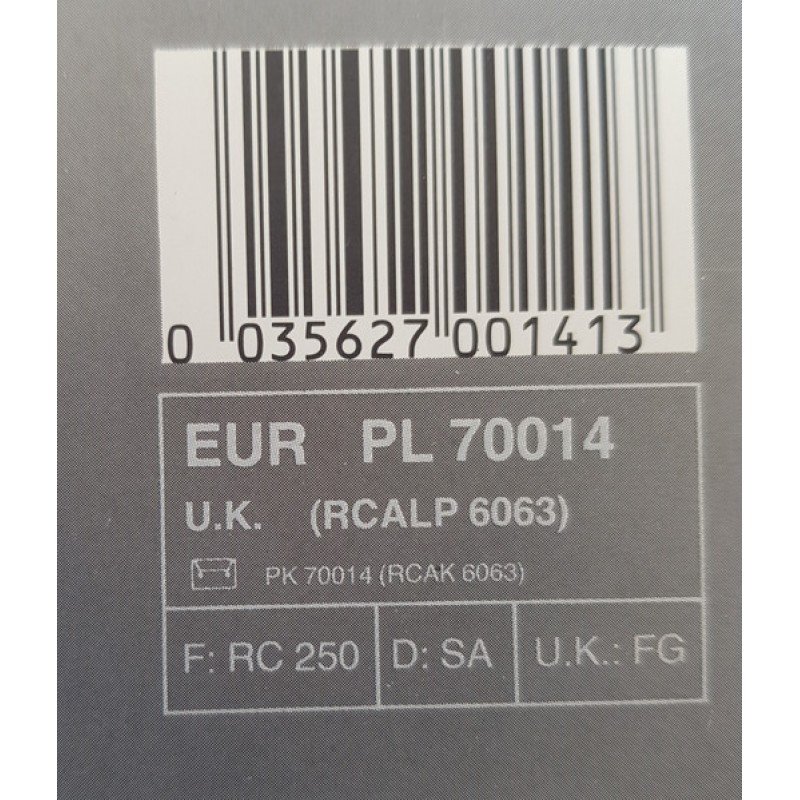 0 035627 001413
EUR PL 70014
U.K. (RCALP 6063)
PK 70014 (RCAK 6063)
F: RC 250 D: SA U.K.: FG